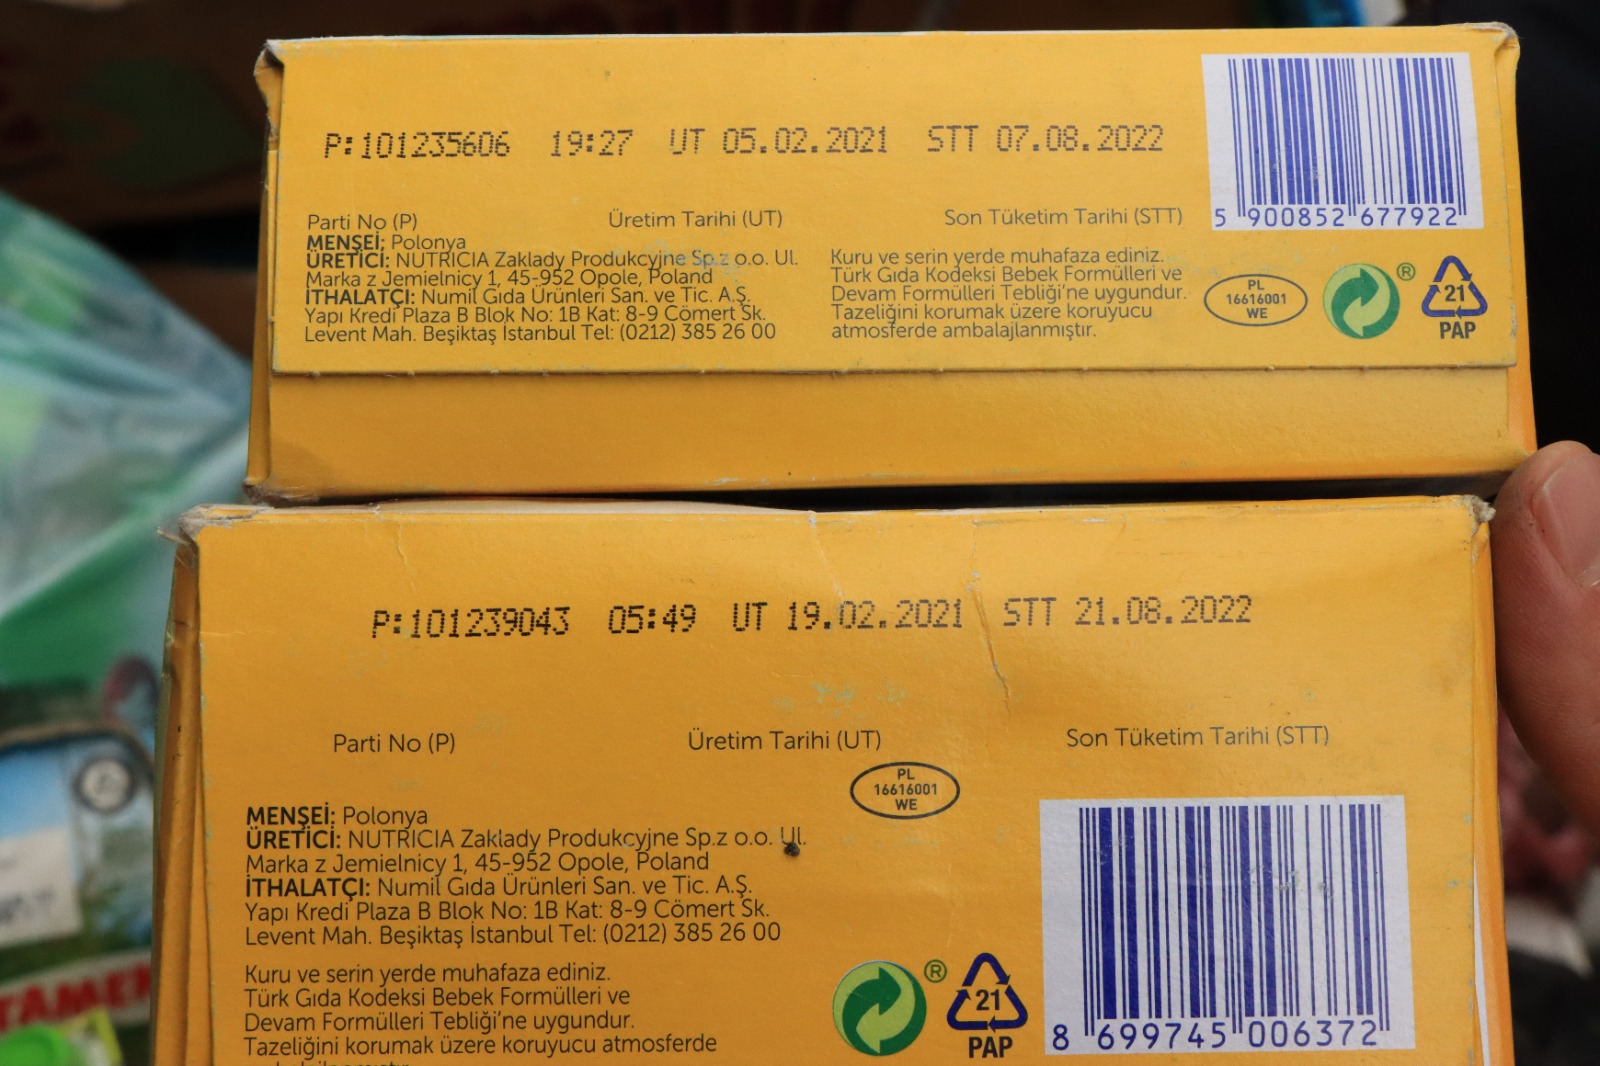 P:101235606 19:27 UT 05.02.2021 STT 07.08.2022
Parti No (P) Üretim Tarihi (UT) Son Tüketim Tarihi (STT)
5 900852 677922
MENŞEİ: Polonya
ÜRETİCİ: NUTRICIA Zaklady Produkcyjne Sp.z o.o. Ul.
Marka z Jemielnicy 1, 45-952 Opole, Poland
İTHALATÇI: Numil Gıda Ürünleri San. ve Tic. A.Ş.
Yapı Kredi Plaza B Blok No: 1B Kat: 8-9 Cömert Sk.
Levent Mah. Beşiktaş İstanbul Tel: (0212) 385 26 00
Kuru ve serin yerde muhafaza ediniz.
Türk Gıda Kodeksi Bebek Formülleri ve
Devam Formülleri Tebliği'ne uygundur.
Tazeliğini korumak üzere koruyucu
atmosferde ambalajlanmıştır.
PL
16616001
WE
®
21
PAP
P:101239043 05:49 UT 19.02.2021 STT 21.08.2022
Parti No (P) Üretim Tarihi (UT) Son Tüketim Tarihi (STT)
PL
16616001
WE
MENŞEİ: Polonya
ÜRETİCİ: NUTRICIA Zaklady Produkcyjne Sp.z o.o. Ul.
Marka z Jemielnicy 1, 45-952 Opole, Poland
İTHALATÇI: Numil Gıda Ürünleri San. ve Tic. A.Ş.
Yapı Kredi Plaza B Blok No: 1B Kat: 8-9 Cömert Sk.
Levent Mah. Beşiktaş İstanbul Tel: (0212) 385 26 00
Kuru ve serin yerde muhafaza ediniz.
Türk Gıda Kodeksi Bebek Formülleri ve
Devam Formülleri Tebliği'ne uygundur.
Tazeliğini korumak üzere koruyucu atmosferde
®
21
PAP
8 699745 006372